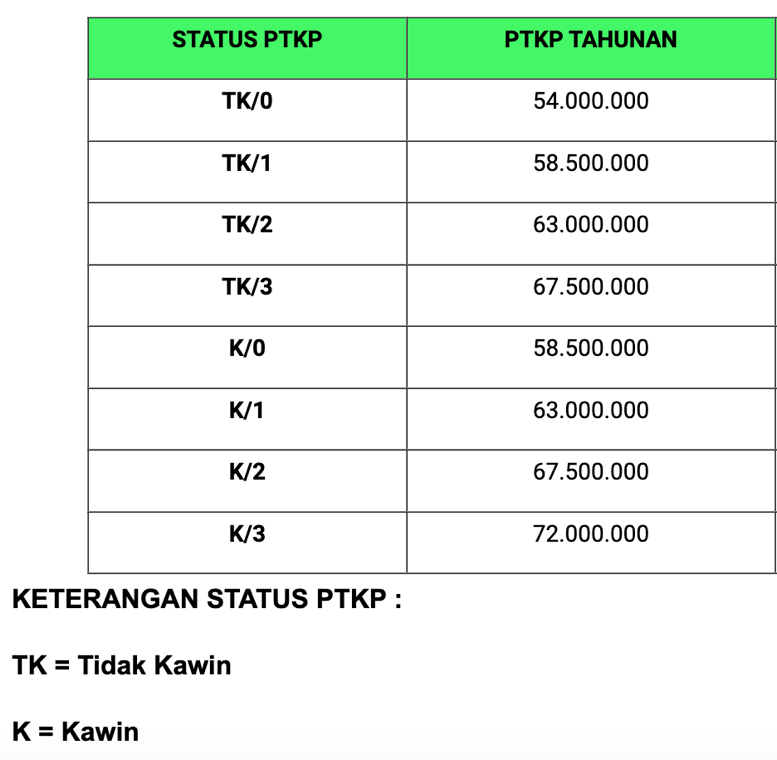 STATUS PTKP PTKP TAHUNAN
TK/0 54.000.000
TK/1 58.500.000
TK/2 63.000.000
TK/3 67.500.000
K/0 58.500.000
K/1 63.000.000
K/2 67.500.000
K/3 72.000.000
KETERANGAN STATUS PTKP :
TK = Tidak Kawin
K = Kawin